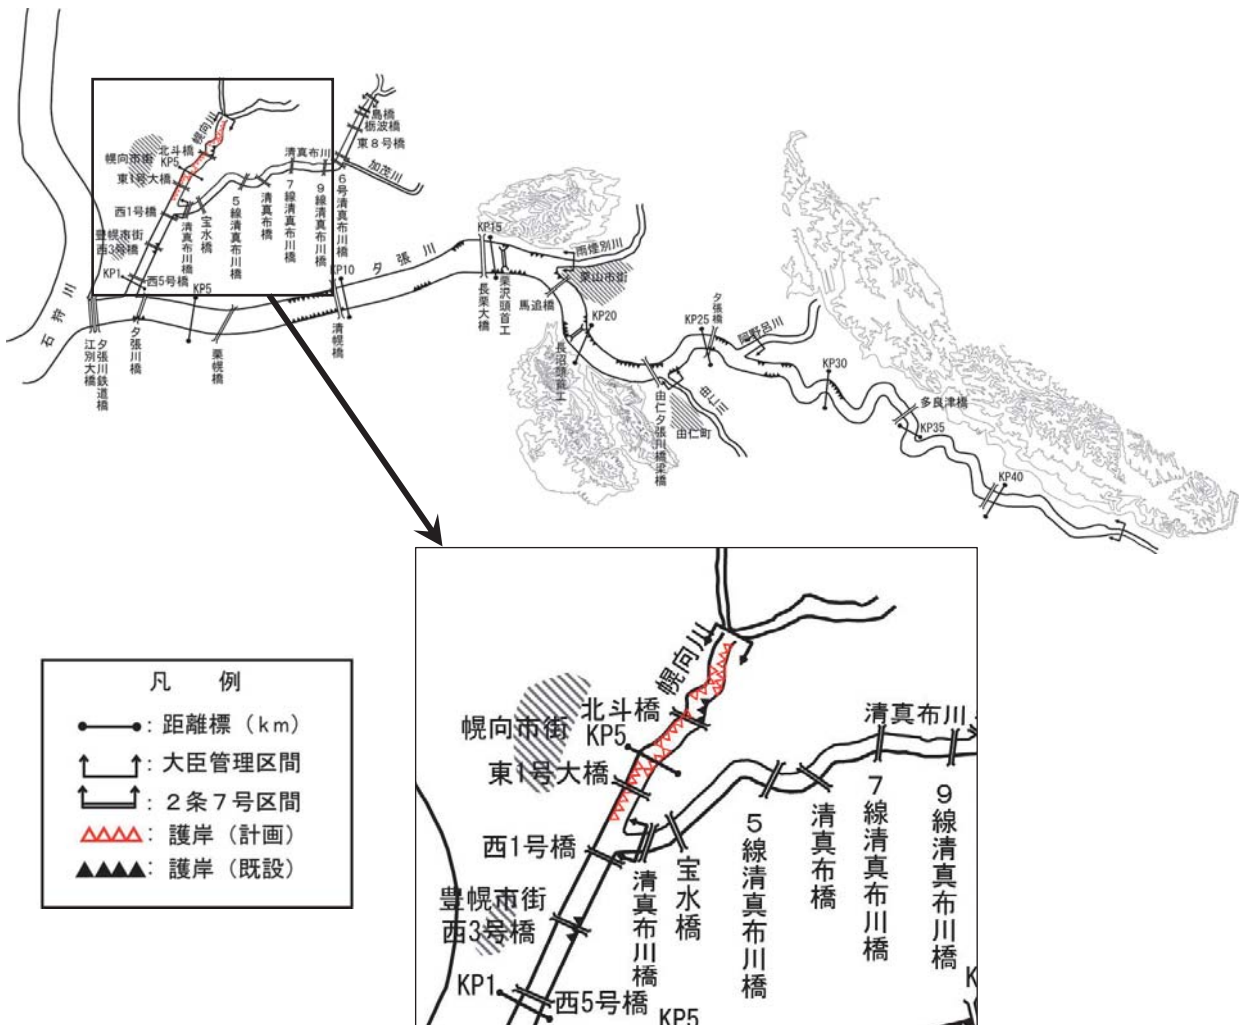 島橋
栃波橋
東8号橋
加茂川
幌向川
北斗橋
幌向市街
KP5
東1号大橋
西1号橋
清真布川
清真布川橋
宝水橋
5線清真布川橋
清真布橋
7線清真布川橋
9線清真布川橋
6号清真布川橋
豊幌市街
西3号橋
KP1
西5号橋
KP5
KP10
夕張川
石狩川
江別大橋
夕張川鉄道橋
夕張川橋
栗幌橋
清幌橋
KP15
長栗大橋
栗沢頭首工
雨煙別川
栗山市街
馬追橋
KP20
長沼頭首工
夕張橋
KP25
阿野呂川
由仁夕張川橋梁橋
由仁川
由仁町
KP30
多良津橋
KP35
KP40
凡 例
: 距離標 (km)
: 大臣管理区間
: 2条7号区間
: 護岸 (計画)
: 護岸 (既設)
幌向川
北斗橋
幌向市街
KP5
東1号大橋
清真布川
西1号橋
清真布川橋
宝水橋
5線清真布川橋
清真布橋
7線清真布川橋
9線清真布川橋
豊幌市街
西3号橋
KP1
西5号橋
KP5
K